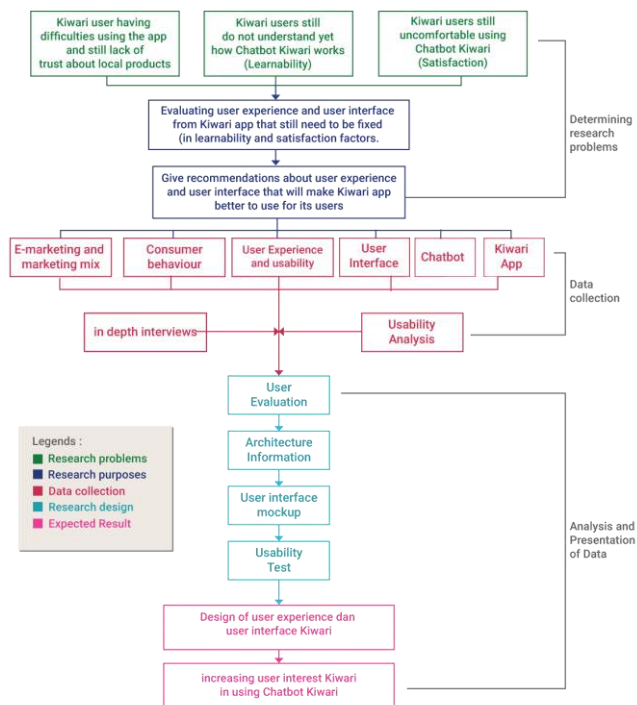 Kiwari user having
difficulties using the app
and still lack of
trust about local products
Kiwari users still
do not understand yet
how Chatbot Kiwari works
(Learnability)
Kiwari users still
uncomfortable using
Chatbot Kiwari
(Satisfaction)
Evaluating user experience and user interface
from Kiwari app that still need to be fixed
(in learnability and satisfaction factors.
Give recommendations about user experience
and user interface that will make Kiwari app
better to use for its users
Determining
research
problems
E-marketing and
marketing mix
Consumer
behaviour
User Experience
and usability
User
Interface
Chatbot
Kiwari
App
Data
collection
in depth interviews
Usability
Analysis
User
Evaluation
Architecture
Information
User interface
mockup
Usability
Test
Legends :
Research problems
Research purposes
Data collection
Research design
Expected Result
Analysis and
Presentation
of Data
Design of user experience dan
user interface Kiwari
increasing user interest Kiwari
in using Chatbot Kiwari